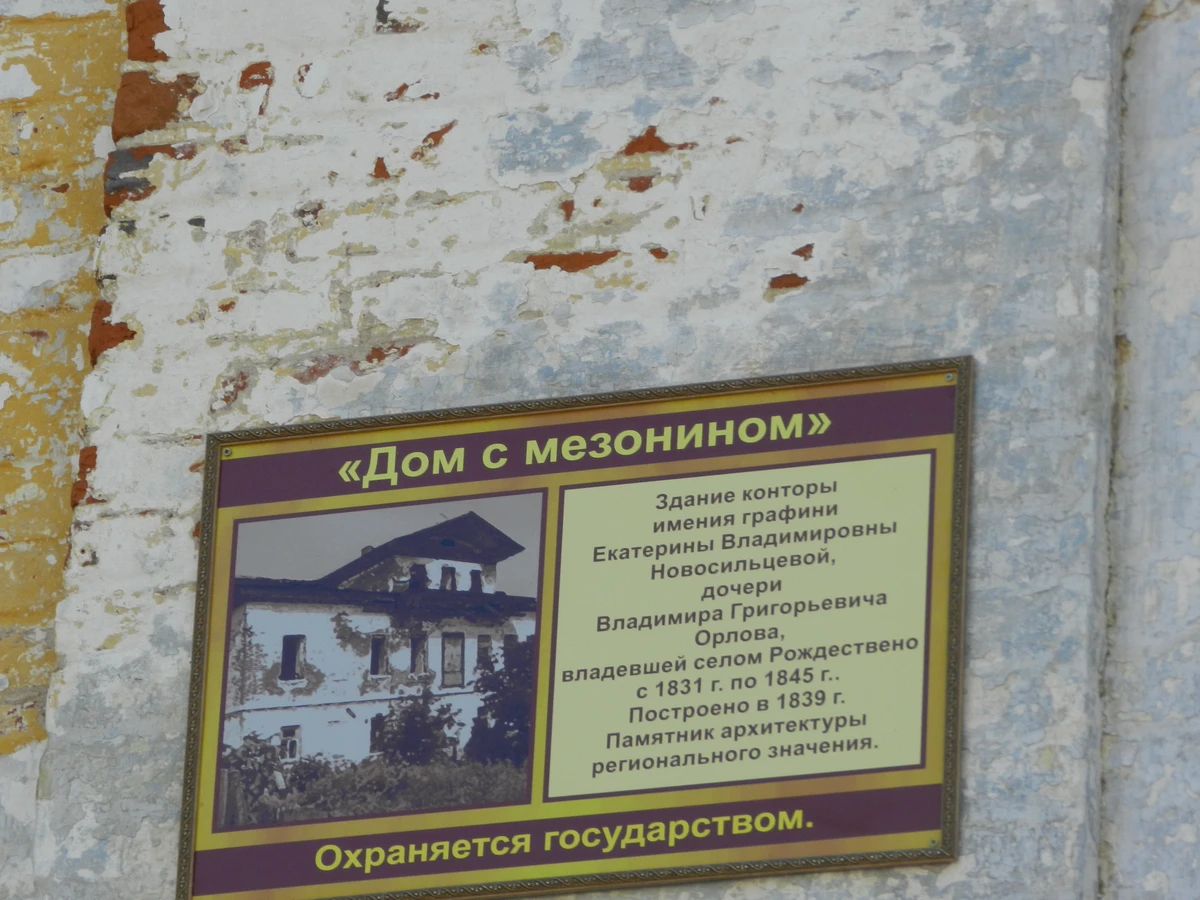 «Дом с мезонином»
Здание конторы
имения графини
Екатерины Владимировны
Новосильцевой,
дочери
Владимира Григорьевича
Орлова,
владевшей селом Рождествено
с 1831 г. по 1845 г..
Построено в 1839 г.
Памятник архитектуры
регионального значения.
Охраняется государством.